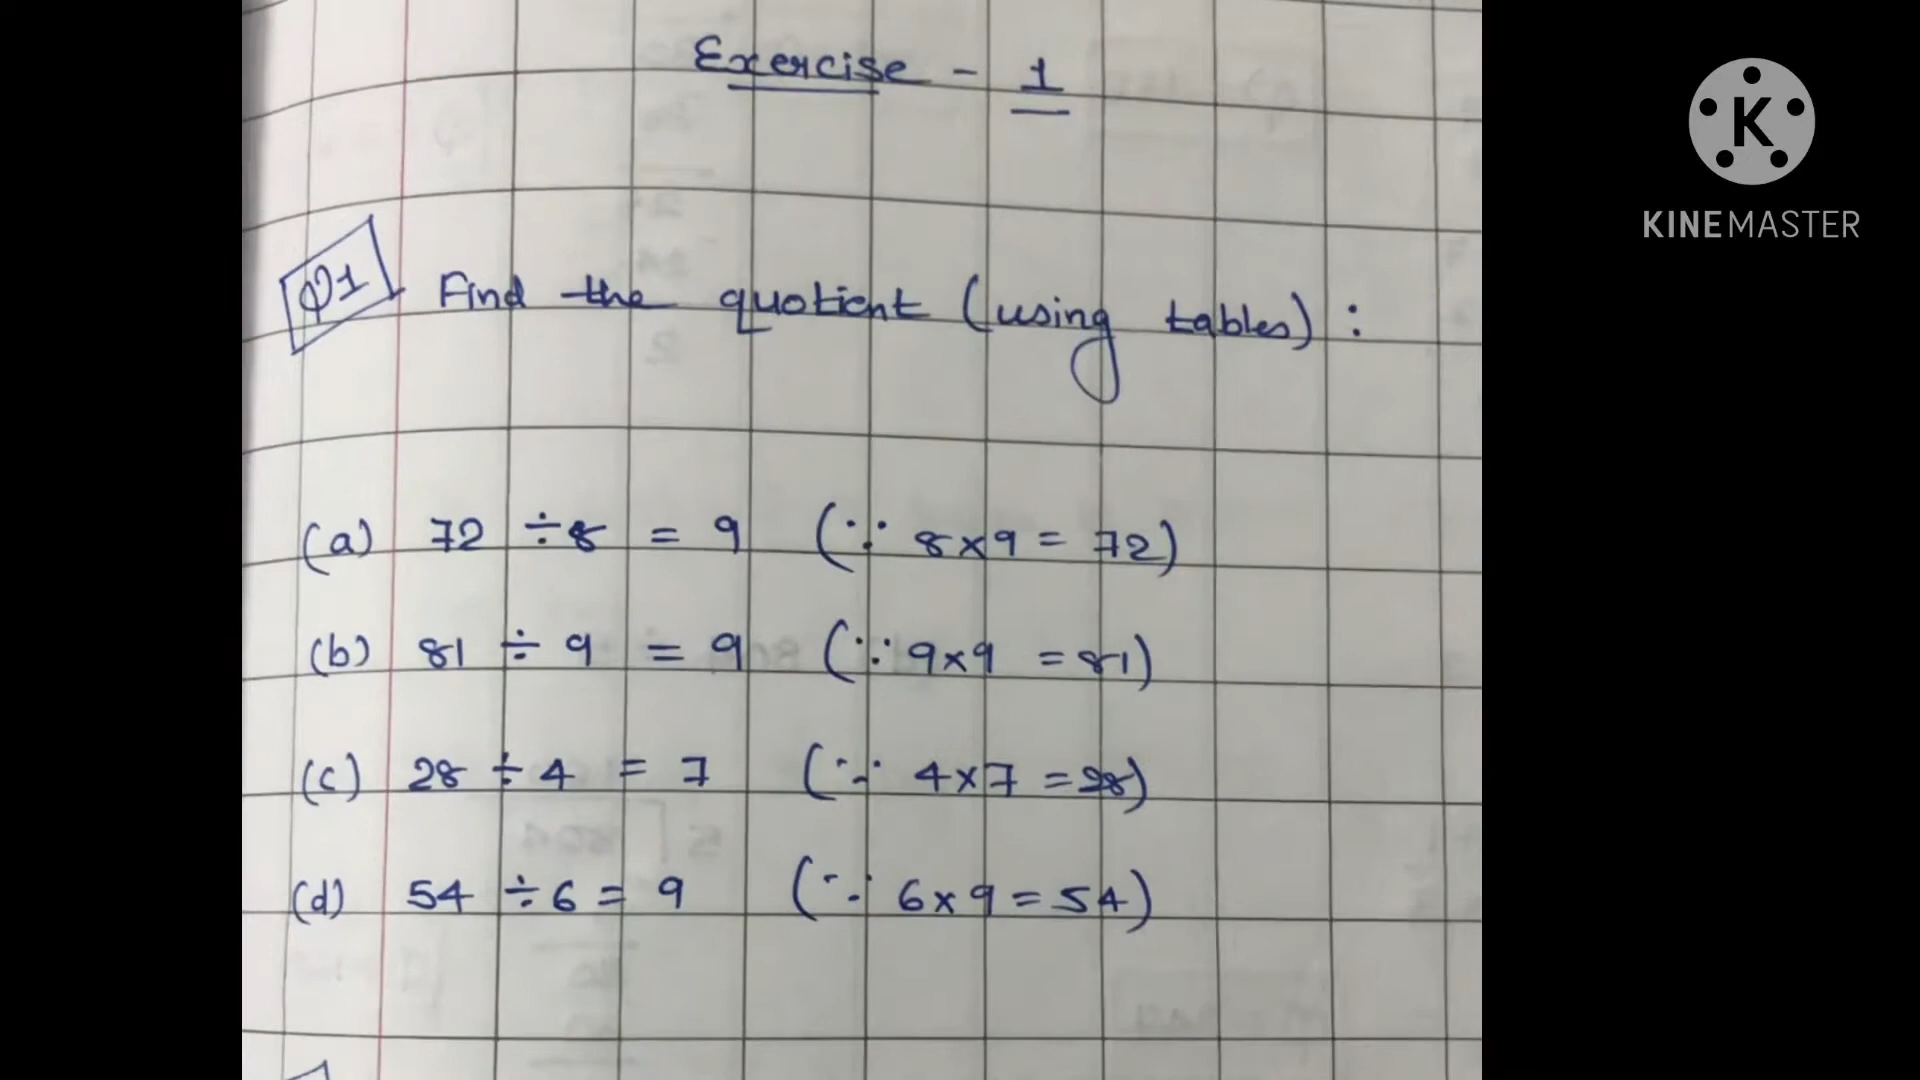 Exercise - 1
Q1 Find the quotient (using tables) :
(a) 72 ÷ 8 = 9 (∵ 8×9 = 72)
(b) 81 ÷ 9 = 9 (∵ 9×9 = 81)
(c) 28 ÷ 4 = 7 (∵ 4×7 = 28)
(d) 54 ÷ 6 = 9 (∵ 6×9 = 54)
K
KINEMASTER